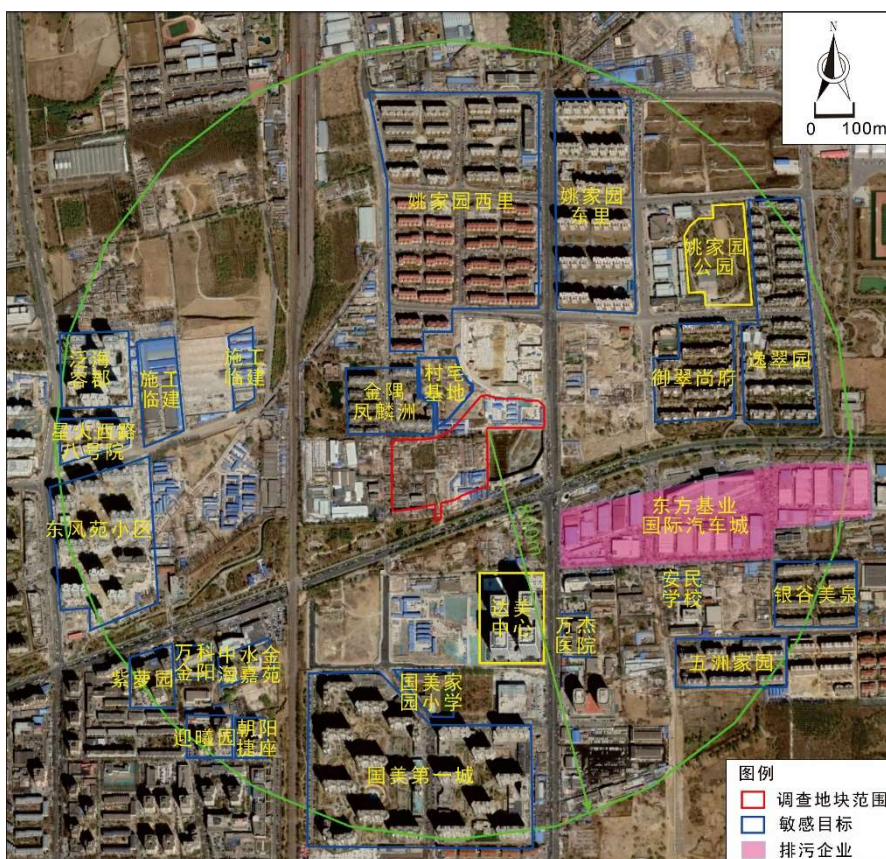 N
0 100m
姚家园西里
姚家园
东里
姚家园
公园
泛海
容郡
施工
临建
施工
临建
金隅
凤麟洲
村宅
基地
御翠尚府
逸翠园
星火西路
八号院
东风苑小区
东方基业
国际汽车城
安民
学校
银谷美泉
达美
中心
万杰
医院
五洲家园
紫萝园
万科
金阳
中水金
海嘉苑
国美家
园小学
迎曦园
朝阳
捷座
国美第一城
图例
调查地块范围
敏感目标
排污企业